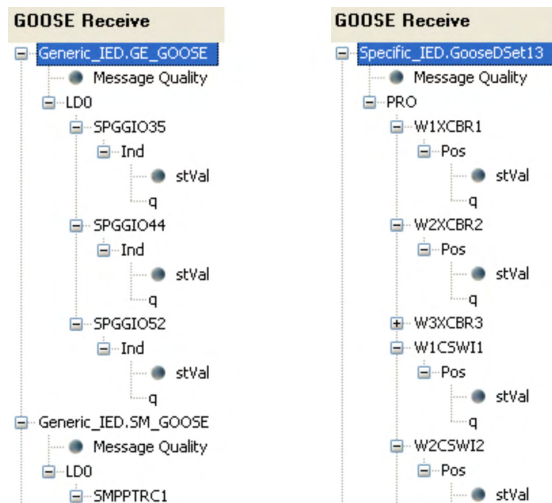 GOOSE Receive
Generic_IED.GE_GOOSE
Message Quality
LD0
SPGGIO35
Ind
stVal
q
SPGGIO44
Ind
stVal
q
SPGGIO52
Ind
stVal
q
Generic_IED.SM_GOOSE
Message Quality
LD0
SMPPTRC1
GOOSE Receive
Specific_IED.GooseDSet13
Message Quality
PRO
W1XCBR1
Pos
stVal
q
W2XCBR2
Pos
stVal
q
W3XCBR3
W1CSWI1
Pos
stVal
q
W2CSWI2
Pos
stVal